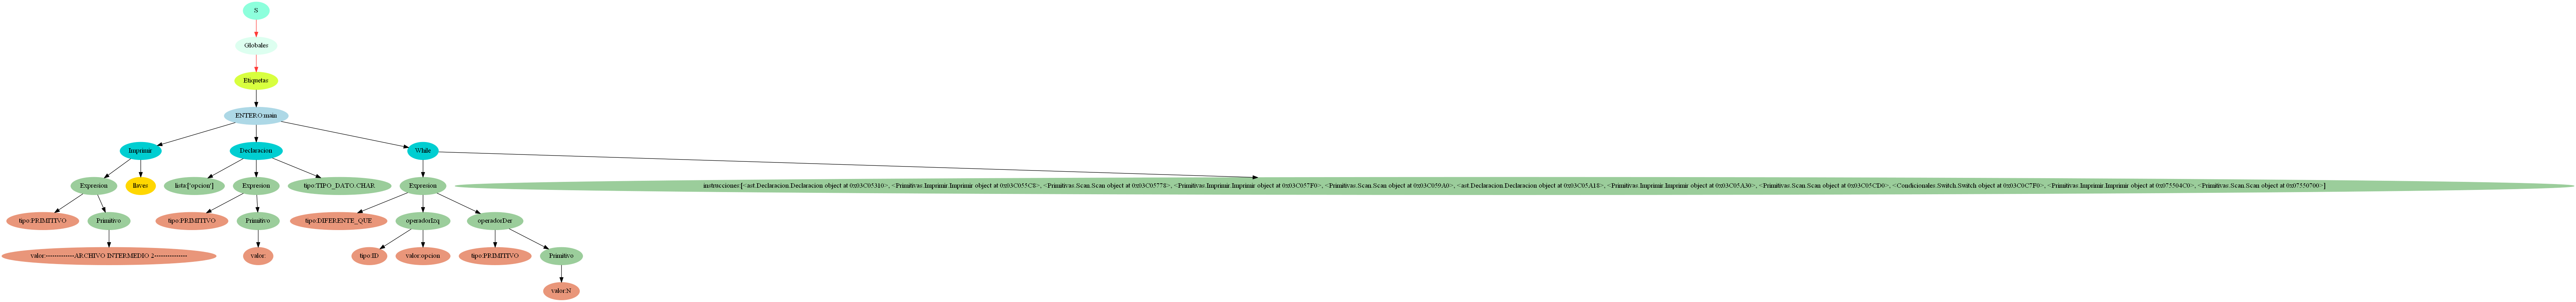 S
Globales
Etiquetas
ENTERO:main
Imprimir
Declaracion
While
Expresion
llaves
lista:['opcion']
Expresion
tipo:TIPO_DATO.CHAR
Expresion
instrucciones:[<ast.Declaracion.Declaracion object at 0x03C05310>, <Primitivas.Imprimir.Imprimir object at 0x03C055C8>, <Primitivas.Scan.Scan object at 0x03C05778>, <Primitivas.Imprimir.Imprimir object at 0x03C057F0>, <Primitivas.Scan.Scan object at 0x03C059A0>, <ast.Declaracion.Declaracion object at 0x03C05A18>, <Primitivas.Imprimir.Imprimir object at 0x03C05A30>, <Primitivas.Scan.Scan object at 0x03C05CD0>, <Condicionales.Switch.Switch object at 0x03C0C7F0>, <Primitivas.Imprimir.Imprimir object at 0x075504C0>, <Primitivas.Scan.Scan object at 0x07550700>]
tipo:PRIMITIVO
Primitivo
tipo:PRIMITIVO
Primitivo
tipo:DIFERENTE_QUE
operadorIzq
operadorDer
valor:-------------ARCHIVO INTERMEDIO 2---------------
valor:
tipo:ID
valor:opcion
tipo:PRIMITIVO
Primitivo
valor:N